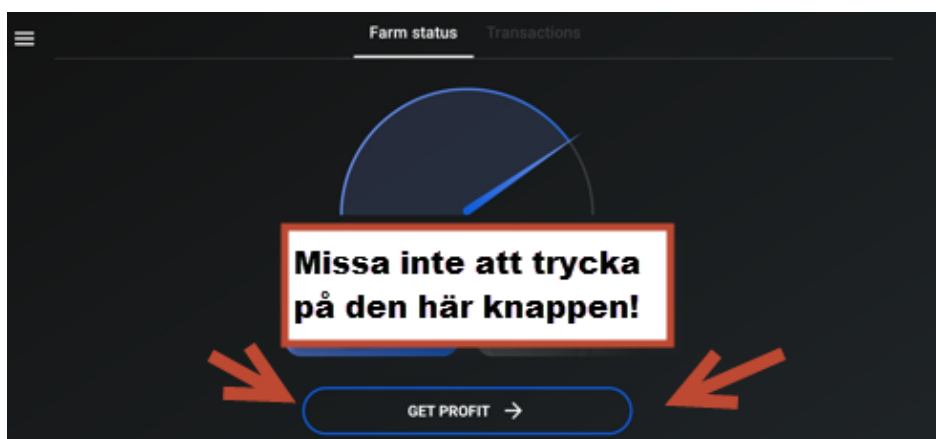 Farm status Transactions
Missa inte att trycka
på den här knappen!
GET PROFIT →